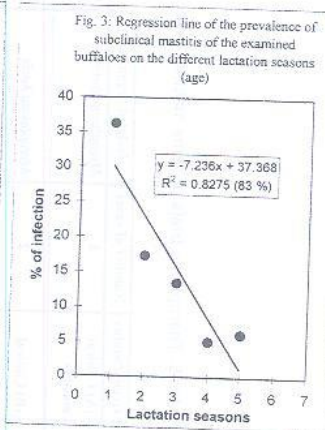 Fig. 3: Regression line of the prevalence of
subclinical mastitis of the examined
buffaloes on the different lactation seasons
(age)
40
35
30
25
20
15
10
5
0
% of infection
y = -7.236x + 37.368
R² = 0.8275 (83 %)
0 1 2 3 4 5 6 7
Lactation seasons